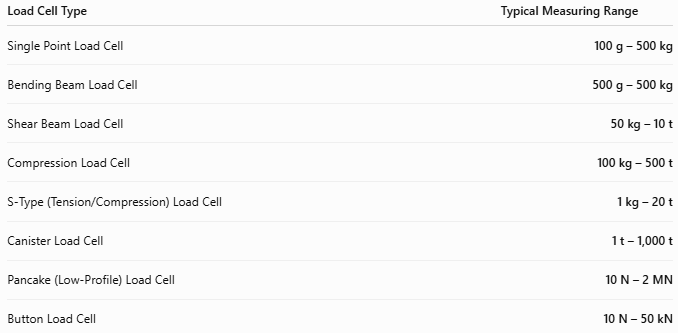 Load Cell Type Typical Measuring Range
Single Point Load Cell 100 g – 500 kg
Bending Beam Load Cell 500 g – 500 kg
Shear Beam Load Cell 50 kg – 10 t
Compression Load Cell 100 kg – 500 t
S-Type (Tension/Compression) Load Cell 1 kg – 20 t
Canister Load Cell 1 t – 1,000 t
Pancake (Low-Profile) Load Cell 10 N – 2 MN
Button Load Cell 10 N – 50 kN